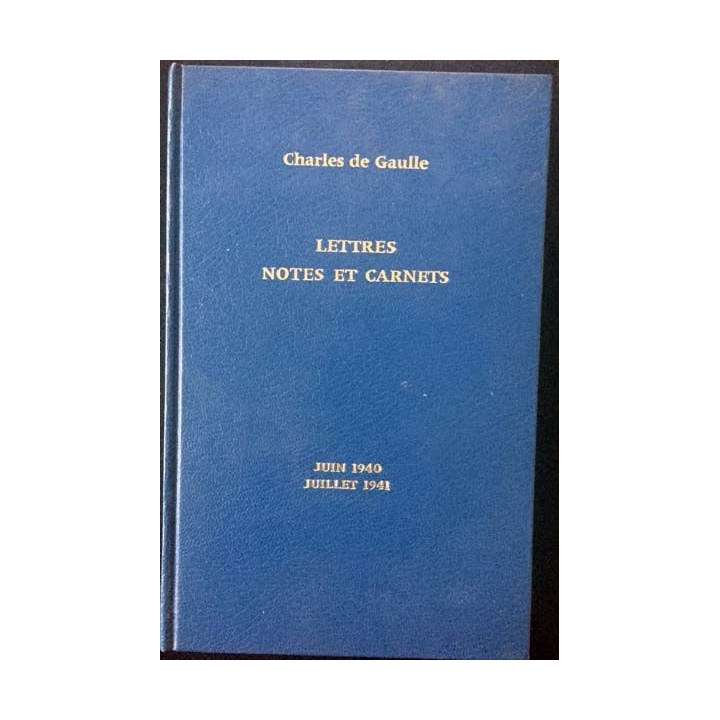 Charles de Gaulle
LETTRES
NOTES ET CARNETS
JUIN 1940
JUILLET 1941